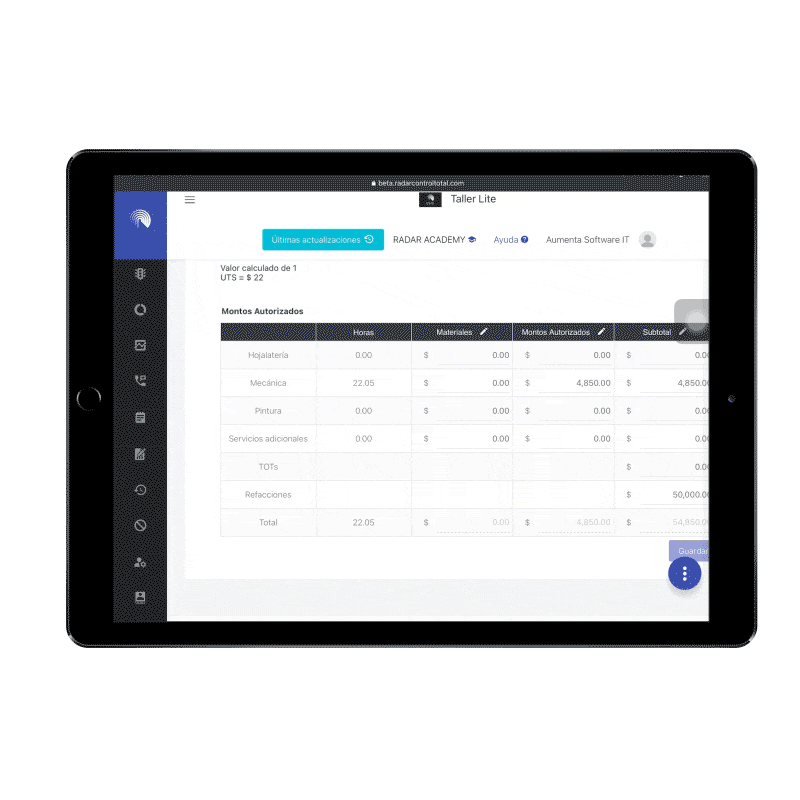 beta.radarcontroltotal.com
Taller Lite
Últimas actualizaciones RADAR ACADEMY Ayuda ? Aumenta Software IT
Valor calculado de 1
UTS = $ 22
Montos Autorizados
Horas Materiales Montos Autorizados Subtotal
Hojalatería 0.00 $ 0.00 $ 0.00 $ 0.00
Mecánica 22.05 $ 0.00 $ 4,850.00 $ 4,850.00
Pintura 0.00 $ 0.00 $ 0.00 $ 0.00
Servicios adicionales 0.00 $ 0.00 $ 0.00 $ 0.00
TOTs $ 0.00
Refacciones $ 50,000.00
Total 22.05 $ 0.00 $ 4,850.00 $ 54,850.00
Guardar